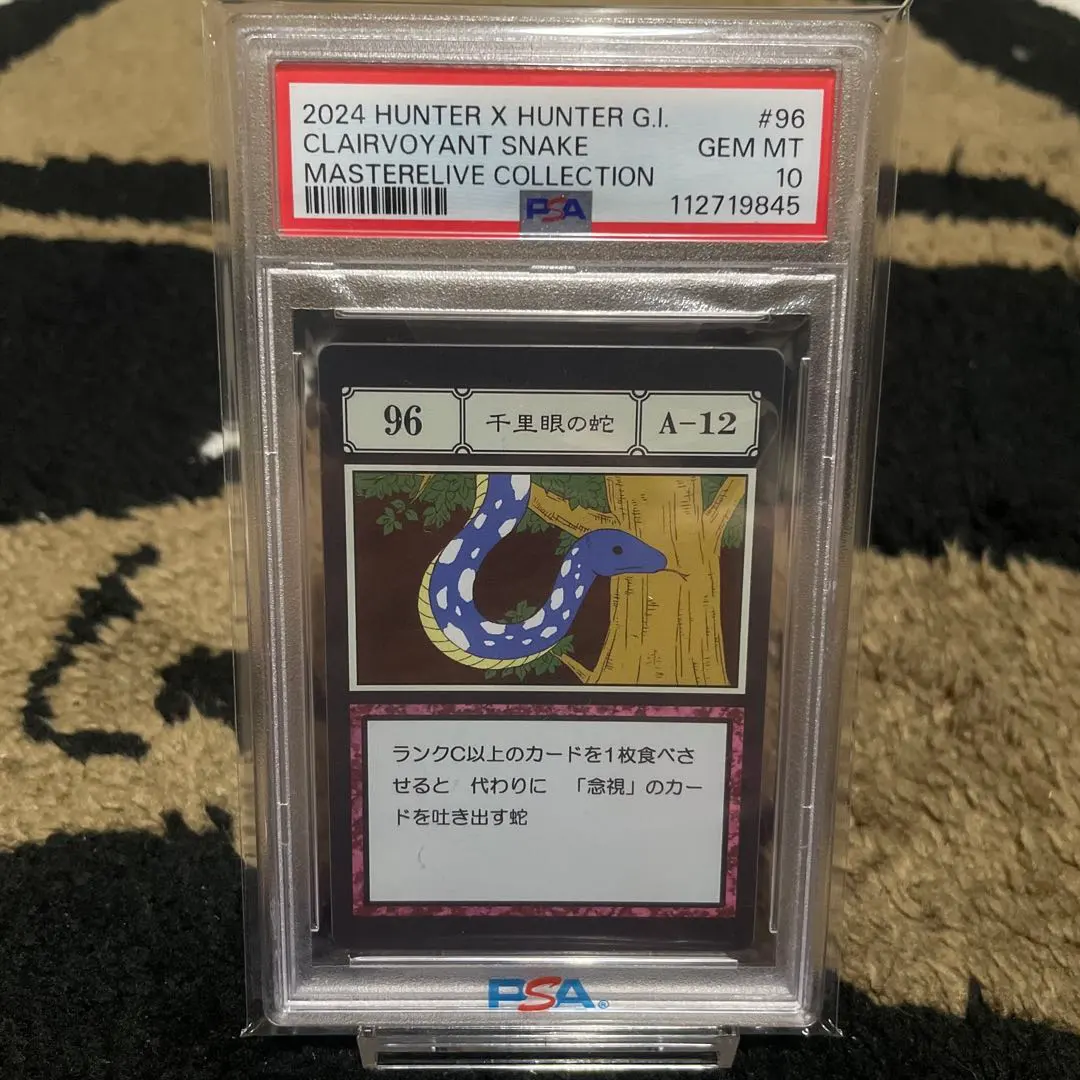 2024 HUNTER X HUNTER G.I. #96
CLAIRVOYANT SNAKE GEM MT
MASTERELIVE COLLECTION 10
PSA 112719845
96 千里眼の蛇 A-12
ランクC以上のカードを1枚食べさ
せると 代わりに 「念視」のカー
ドを吐き出す蛇
PSA®